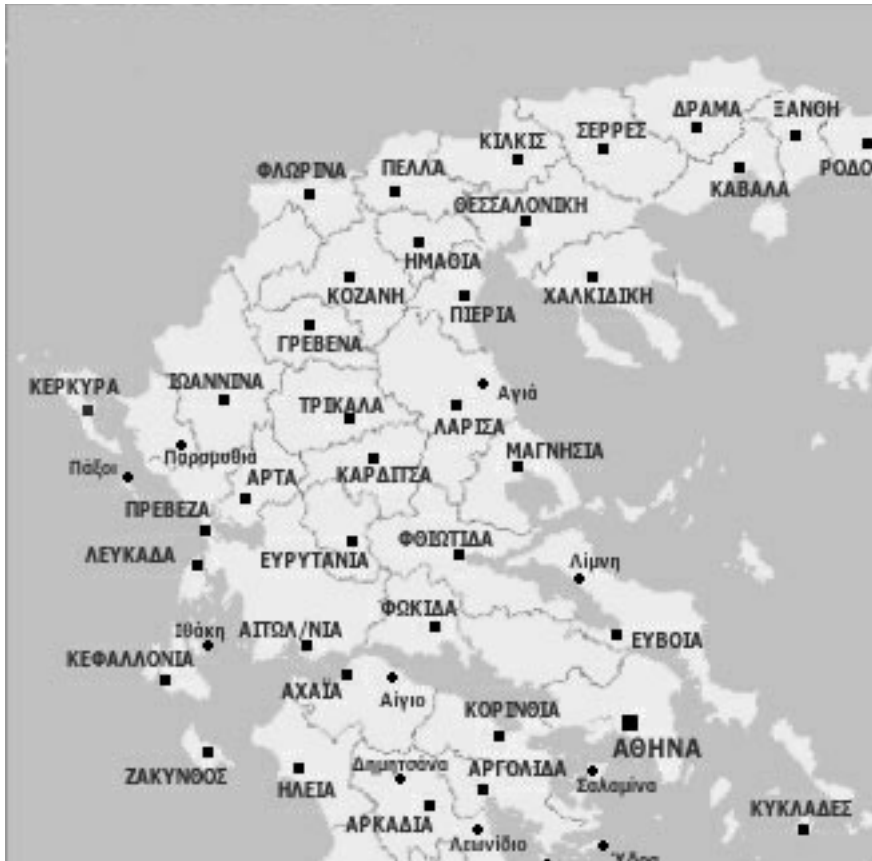 ΔΡΑΜΑ
ΞΑΝΘΗ
ΣΕΡΡΕΣ
ΚΙΛΚΙΣ
ΡΟΔΟ
ΦΛΩΡΙΝΑ
ΠΕΛΛΑ
ΚΑΒΑΛΑ
ΘΕΣΣΑΛΟΝΙΚΗ
ΗΜΑΘΙΑ
ΚΟΖΑΝΗ
ΧΑΛΚΙΔΙΚΗ
ΠΙΕΡΙΑ
ΓΡΕΒΕΝΑ
ΚΕΡΚΥΡΑ
ΙΩΑΝΝΙΝΑ
Αγιά
ΤΡΙΚΑΛΑ
ΛΑΡΙΣΑ
Παραμυθιά
ΜΑΓΝΗΣΙΑ
Πάξοι
ΑΡΤΑ
ΚΑΡΔΙΤΣΑ
ΠΡΕΒΕΖΑ
ΦΘΙΩΤΙΔΑ
ΛΕΥΚΑΔΑ
ΕΥΡΥΤΑΝΙΑ
Λίμνη
ΦΩΚΙΔΑ
Ιθάκη
ΑΙΤΩΛ/ΝΙΑ
ΕΥΒΟΙΑ
ΚΕΦΑΛΛΟΝΙΑ
ΑΧΑΪΑ
Αίγιο
ΚΟΡΙΝΘΙΑ
ΑΘΗΝΑ
Δημητσάνα
ΑΡΓΟΛΙΔΑ
ΖΑΚΥΝΘΟΣ
ΗΛΕΙΑ
Σαλαμίνα
ΚΥΚΛΑΔΕΣ
ΑΡΚΑΔΙΑ
Λεωνίδιο
Ύδρα